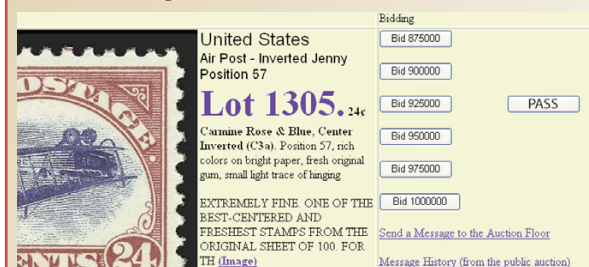 POSTAGE.
CENTS 24
United States
Air Post - Inverted Jenny
Position 57
Lot 1305. 24¢
Carmine Rose & Blue, Center
Inverted (C3a). Position 57, rich
colors on bright paper, fresh original
gum, small light trace of hinging
EXTREMELY FINE. ONE OF THE
BEST-CENTERED AND
FRESHEST STAMPS FROM THE
ORIGINAL SHEET OF 100. FOR
TH (Image)
Bidding
Bid 875000
Bid 900000
Bid 925000
PASS
Bid 950000
Bid 975000
Bid 1000000
Send a Message to the Auction Floor
Message History (from the public auction)